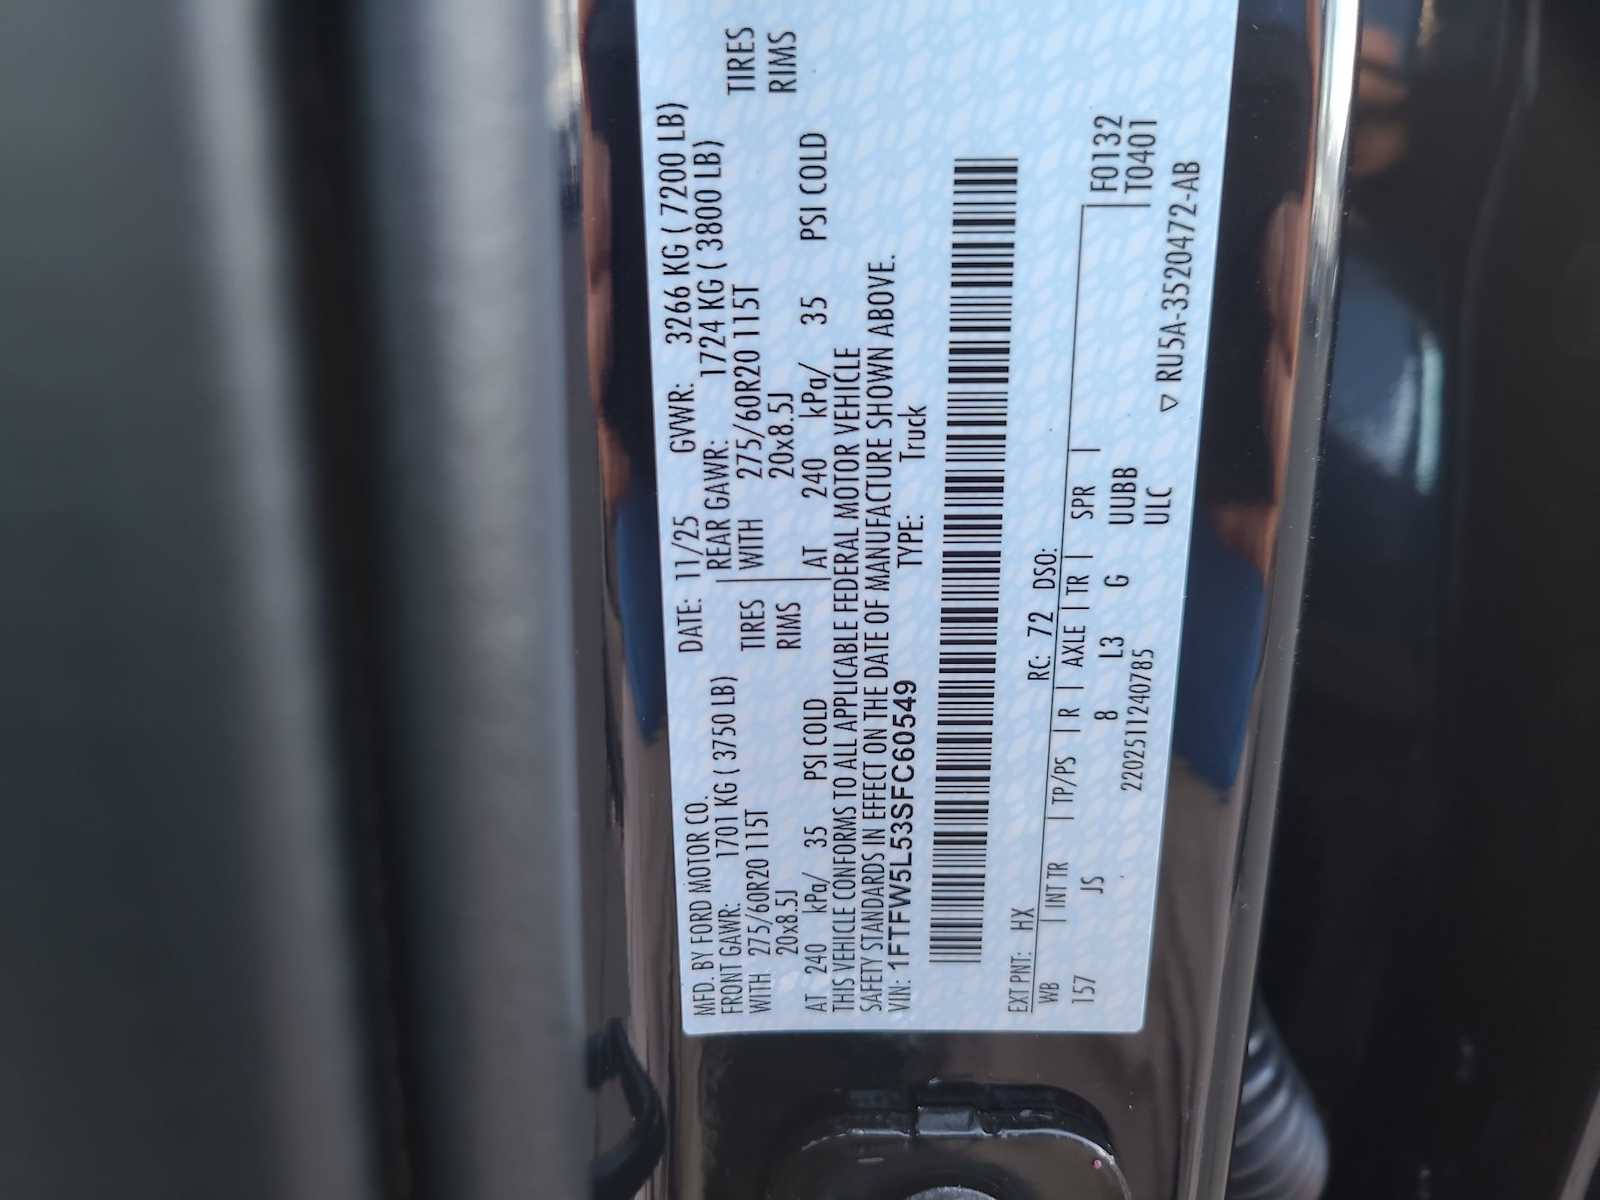 MFD. BY FORD MOTOR CO. DATE: 11/25 GVWR: 3266 KG ( 7200 LB)
FRONT GAWR: 1701 KG ( 3750 LB) REAR GAWR: 1724 KG ( 3800 LB)
WITH 275/60R20 115T TIRES WITH 275/60R20 115T TIRES
20x8.5J RIMS 20x8.5J RIMS
AT 240 kPa/ 35 PSI COLD AT 240 kPa/ 35 PSI COLD
THIS VEHICLE CONFORMS TO ALL APPLICABLE FEDERAL MOTOR VEHICLE
SAFETY STANDARDS IN EFFECT ON THE DATE OF MANUFACTURE SHOWN ABOVE.
VIN: 1FTFW5L53SFC60549 TYPE: Truck
EXT PNT: HX RC: 72 DSO:
WB | INT TR | TP/PS | R | AXLE | TR | SPR | F0132
157 JS 8 L3 G UUBB T0401
2202511240785 ULC
▽ RU5A-3520472-AB